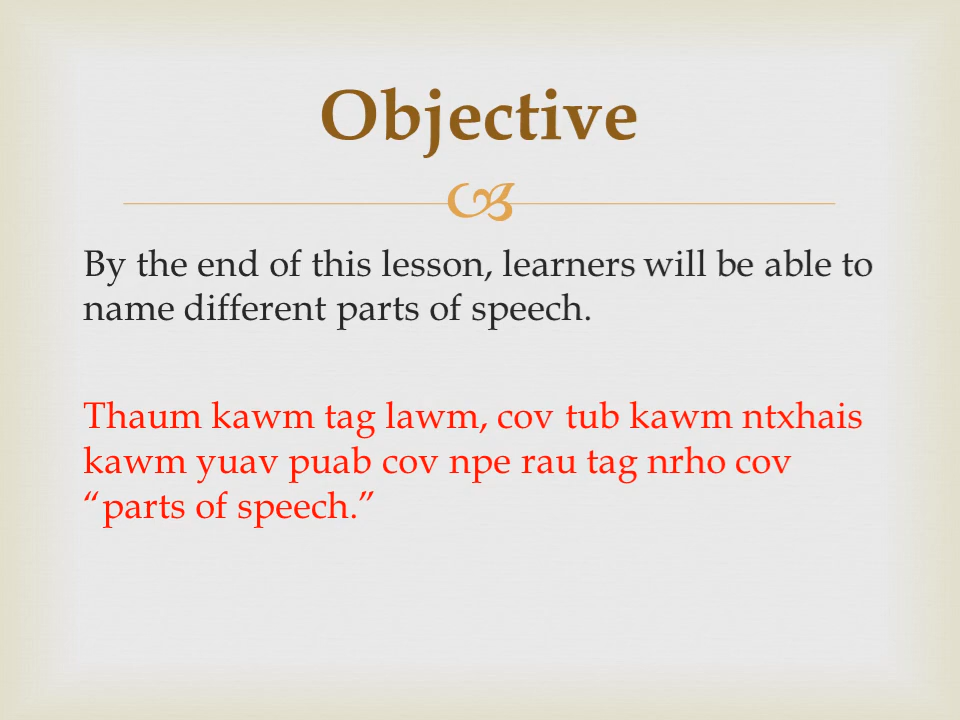 Objective
By the end of this lesson, learners will be able to
name different parts of speech.
Thaum kawm tag lawm, cov tub kawm ntxhais
kawm yuav puab cov npe rau tag nrho cov
“parts of speech.”